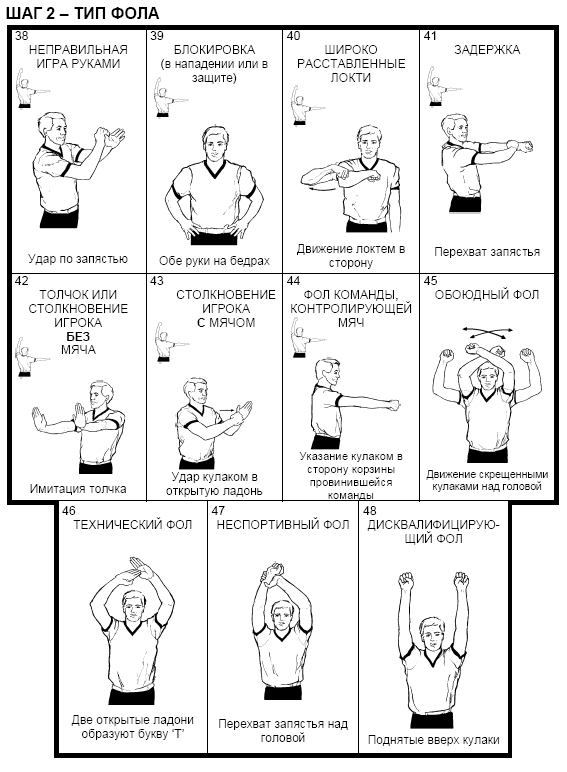 ШАГ 2 – ТИП ФОЛА
38
НЕПРАВИЛЬНАЯ
ИГРА РУКАМИ
Удар по запястью
39
БЛОКИРОВКА
(в нападении или в
защите)
Обе руки на бедрах
40
ШИРОКО
РАССТАВЛЕННЫЕ
ЛОКТИ
Движение локтем в
сторону
41
ЗАДЕРЖКА
Перехват запястья
42
ТОЛЧОК ИЛИ
СТОЛКНОВЕНИЕ
ИГРОКА
БЕЗ
МЯЧА
Имитация толчка
43
СТОЛКНОВЕНИЕ
ИГРОКА
С МЯЧОМ
Удар кулаком в
открытую ладонь
44
ФОЛ КОМАНДЫ,
КОНТРОЛИРУЮЩЕЙ
МЯЧ
Указание кулаком в
сторону корзины
провинившейся
команды
45
ОБОЮДНЫЙ ФОЛ
Движение скрещенными
кулаками над головой
46
ТЕХНИЧЕСКИЙ ФОЛ
Две открытые ладони
образуют букву ‘Т’
47
НЕСПОРТИВНЫЙ ФОЛ
Перехват запястья над
головой
48
ДИСКВАЛИФИЦИРУЮ-
ЩИЙ ФОЛ
Поднятые вверх кулаки